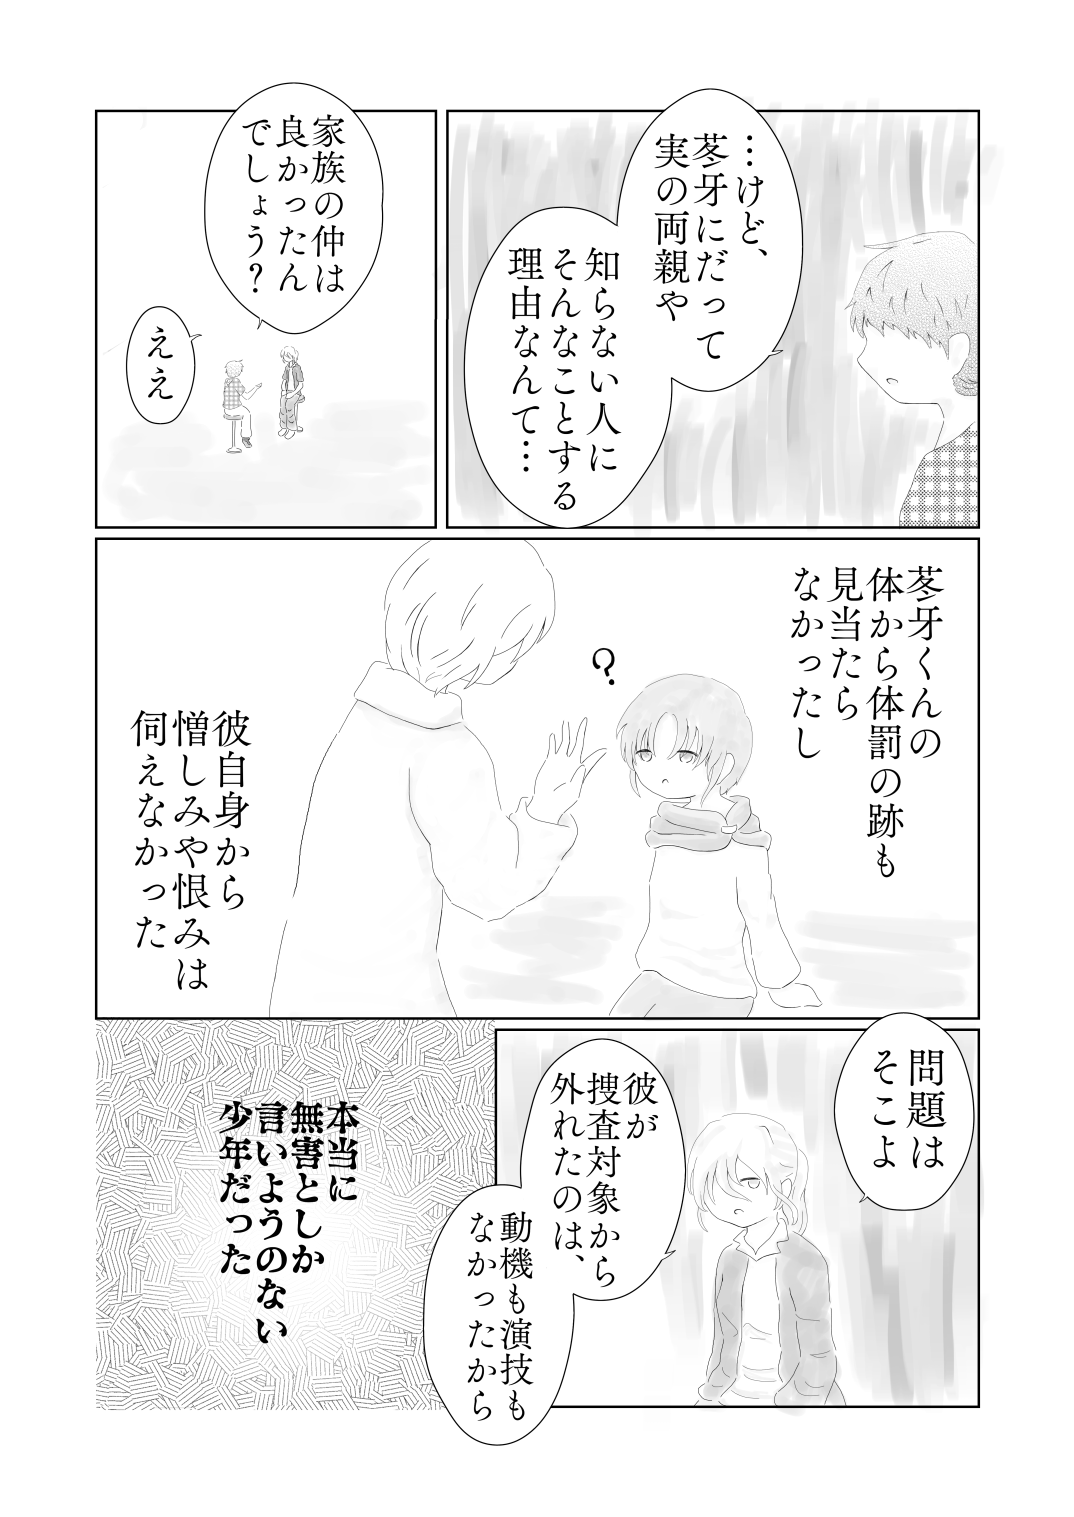 …けど、
苳牙にだって
実の両親や
知らない人に
そんなことする
理由なんて…
家族の仲は
良かったん
でしょう？
ええ
苳牙くんの
体から体罰の跡も
見当たら
なかったし
？
彼自身から
憎しみや恨みは
伺えなかった
問題は
そこよ
彼が
捜査対象から
外れたのは、
動機も演技も
なかったから
本当に
無害としか
言いようのない
少年だった